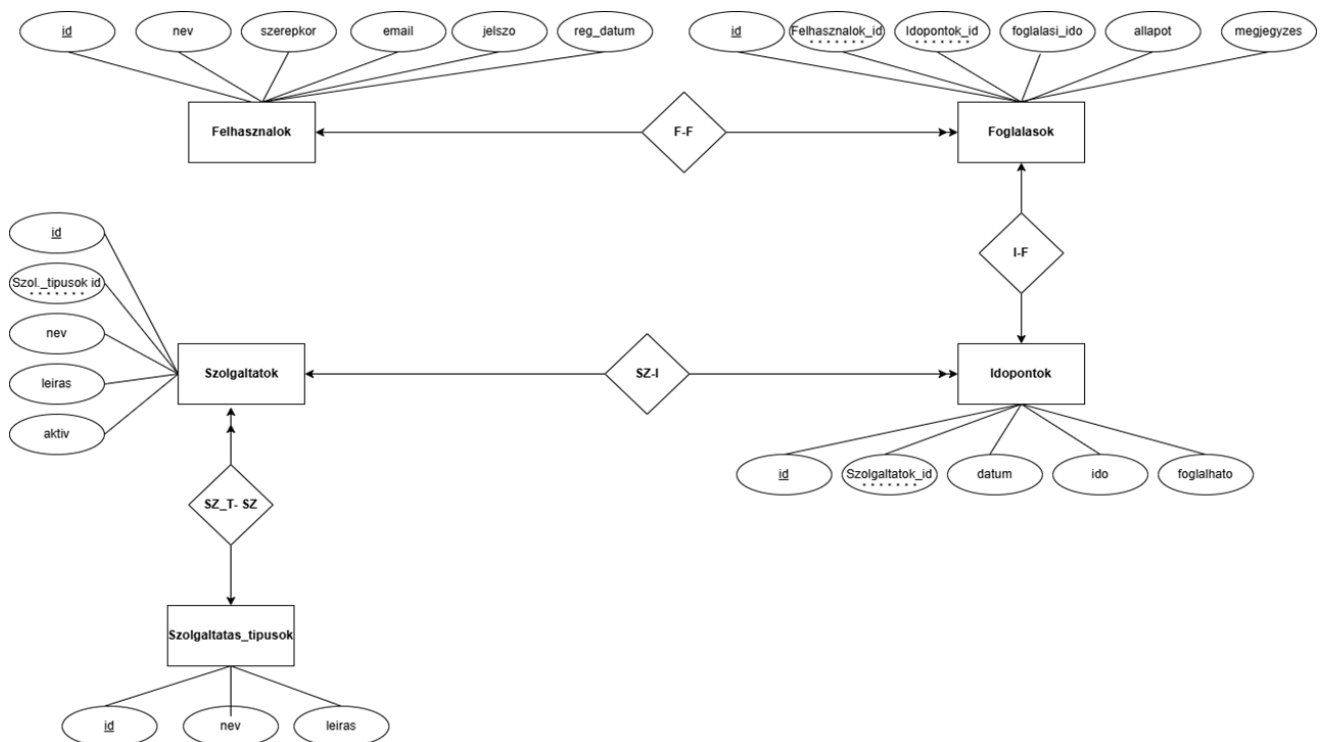 id
nev
szerepkor
email
jelszo
reg_datum
id
Felhasznalok_id
Idopontok_id
foglalasi_ido
allapot
megjegyzes
Felhasznalok
F-F
Foglalasok
id
Szol._tipusok id
nev
leiras
aktiv
I-F
Szolgaltatok
SZ-I
Idopontok
id
Szolgaltatok_id
datum
ido
foglalhato
SZ_T- SZ
Szolgaltatas_tipusok
id
nev
leiras